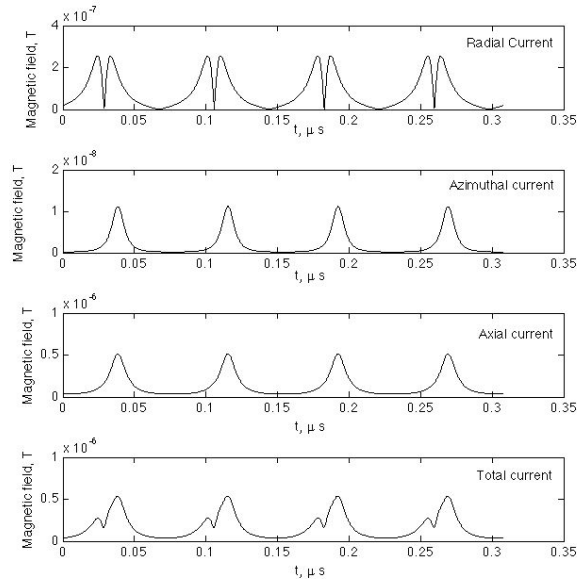 x 10 -7
4
Radial Current
2
0
0 0.05 0.1 0.15 0.2 0.25 0.3 0.35
t, μ s
Magnetic field, T
x 10 -8
2
Azimuthal current
1
0
0 0.05 0.1 0.15 0.2 0.25 0.3 0.35
t, μ s
Magnetic field, T
x 10 -6
1
Axial current
0.5
0
0 0.05 0.1 0.15 0.2 0.25 0.3 0.35
t, μ s
Magnetic field, T
x 10 -6
1
Total current
0.5
0
0 0.05 0.1 0.15 0.2 0.25 0.3 0.35
t, μ s
Magnetic field, T